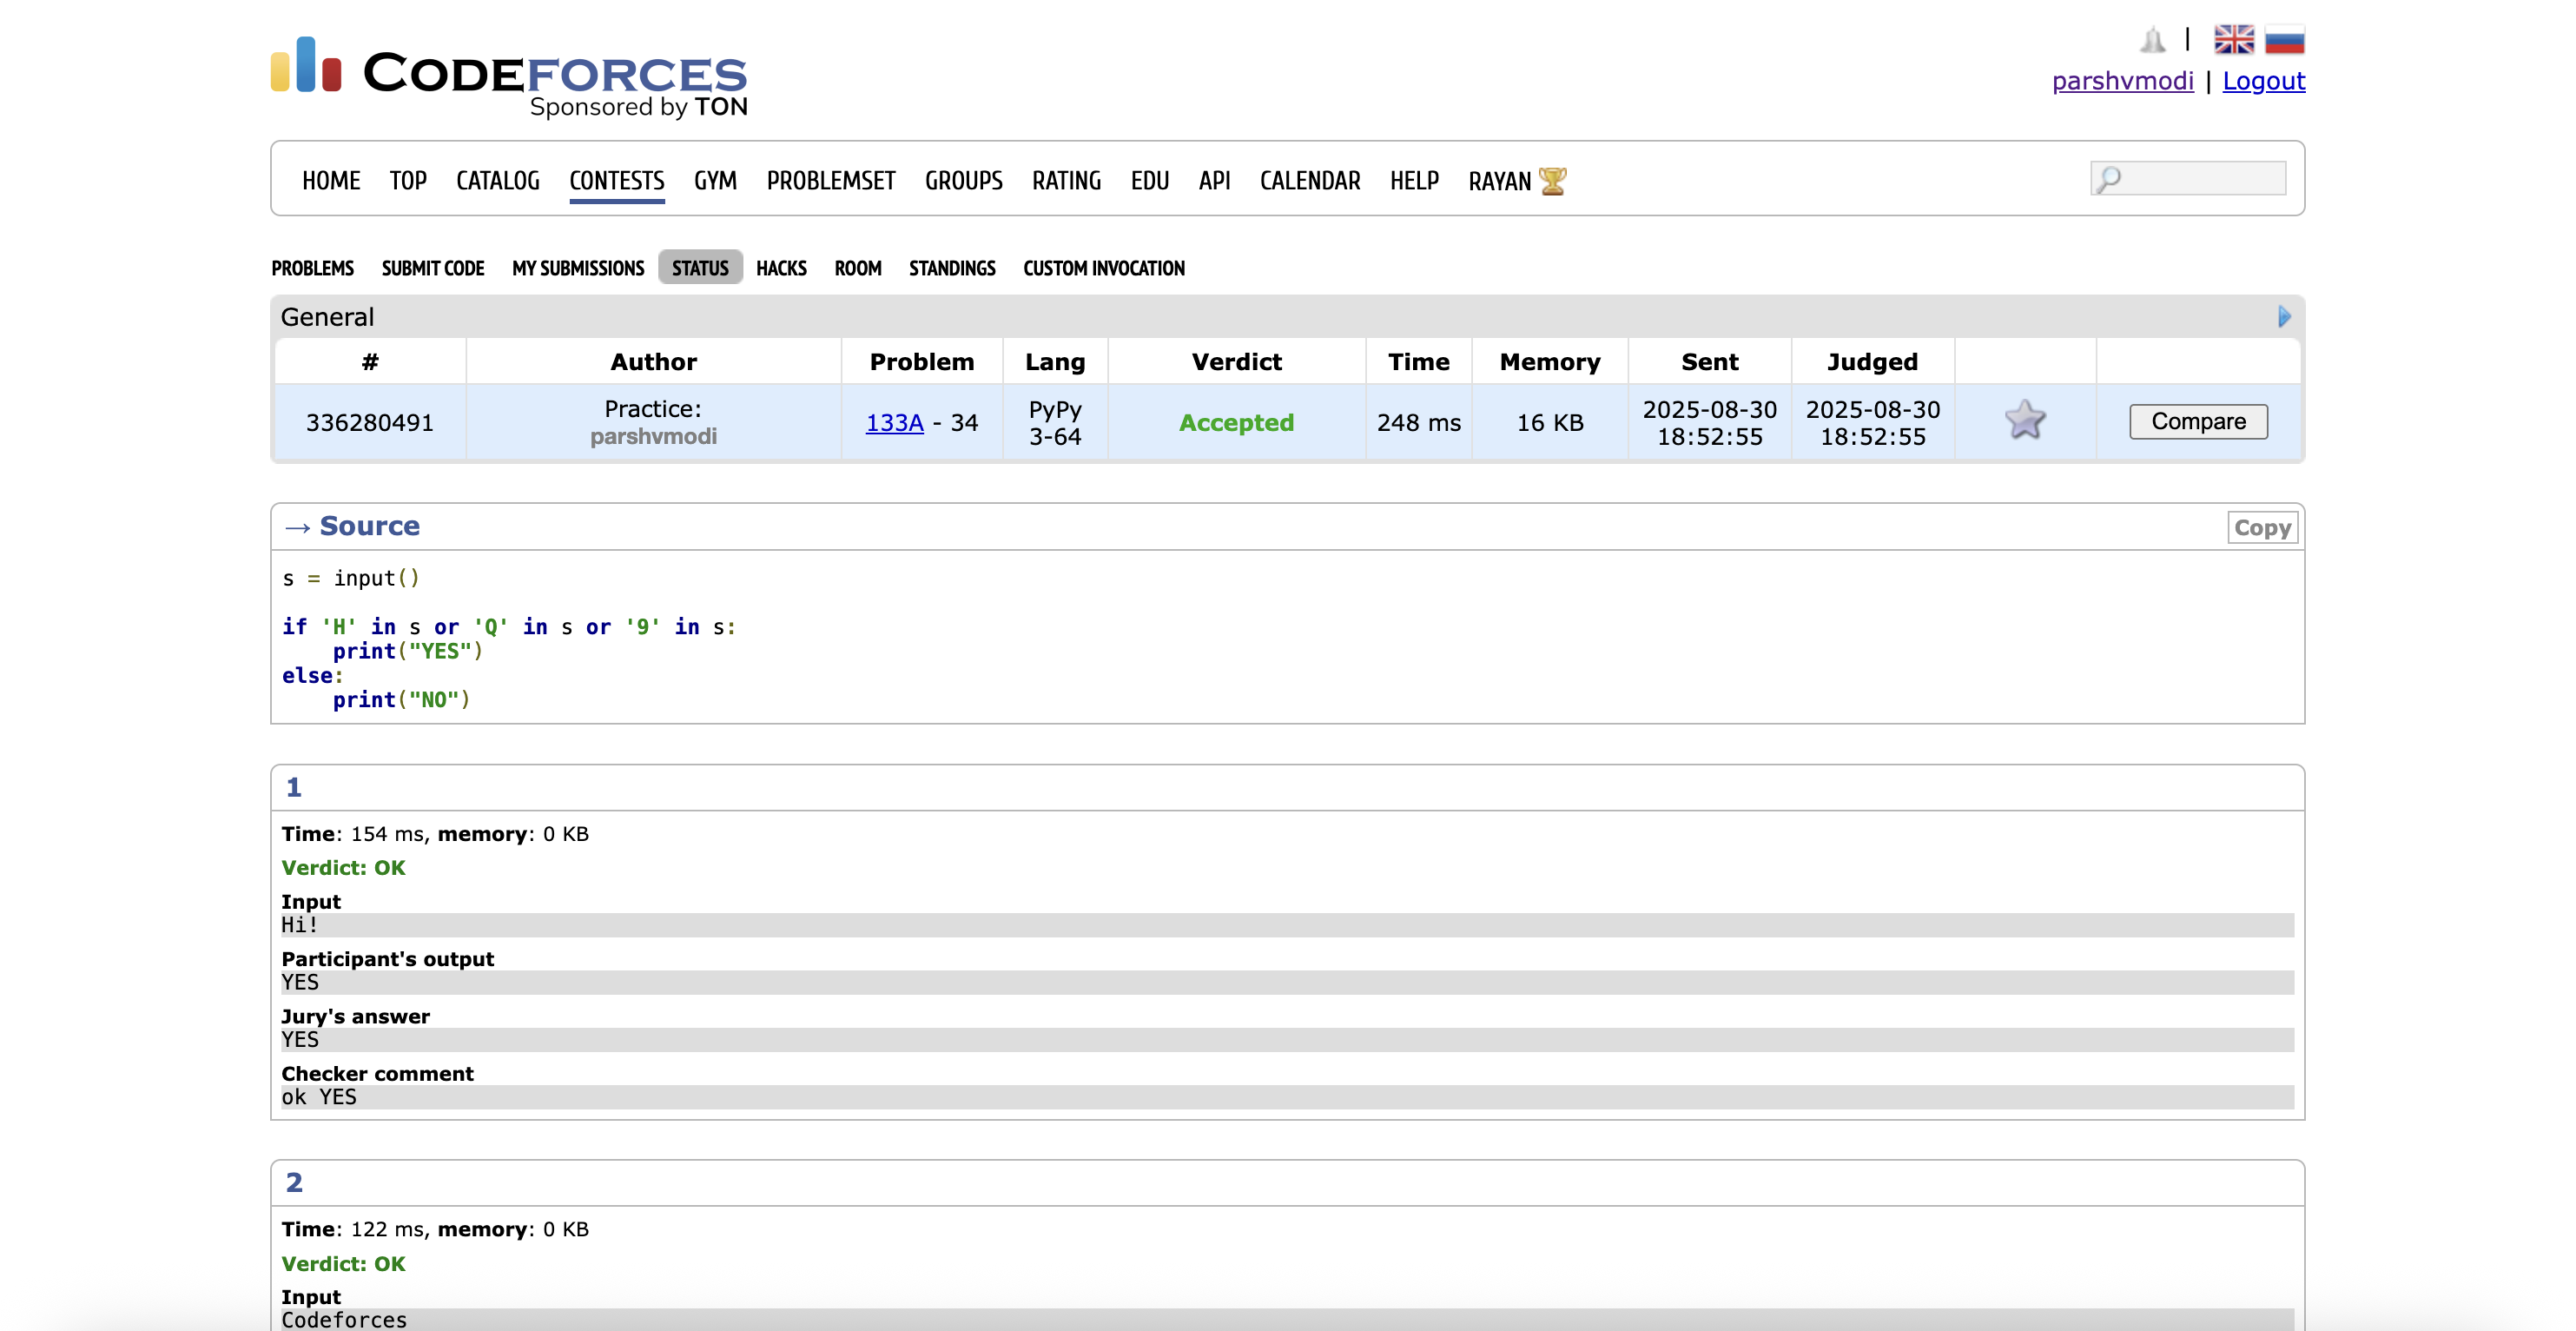 CODEFORCES
Sponsored by TON
|
parshvmodi | Logout
HOME TOP CATALOG CONTESTS GYM PROBLEMSET GROUPS RATING EDU API CALENDAR HELP RAYAN
PROBLEMS SUBMIT CODE MY SUBMISSIONS STATUS HACKS ROOM STANDINGS CUSTOM INVOCATION
General
# Author Problem Lang Verdict Time Memory Sent Judged
336280491 Practice: parshvmodi 133A - 34 PyPy 3-64 Accepted 248 ms 16 KB 2025-08-30 18:52:55 2025-08-30 18:52:55 Compare
→ Source Copy
s = input()
if 'H' in s or 'Q' in s or '9' in s:
    print("YES")
else:
    print("NO")
1
Time: 154 ms, memory: 0 KB
Verdict: OK
Input
Hi!
Participant's output
YES
Jury's answer
YES
Checker comment
ok YES
2
Time: 122 ms, memory: 0 KB
Verdict: OK
Input
Codeforces